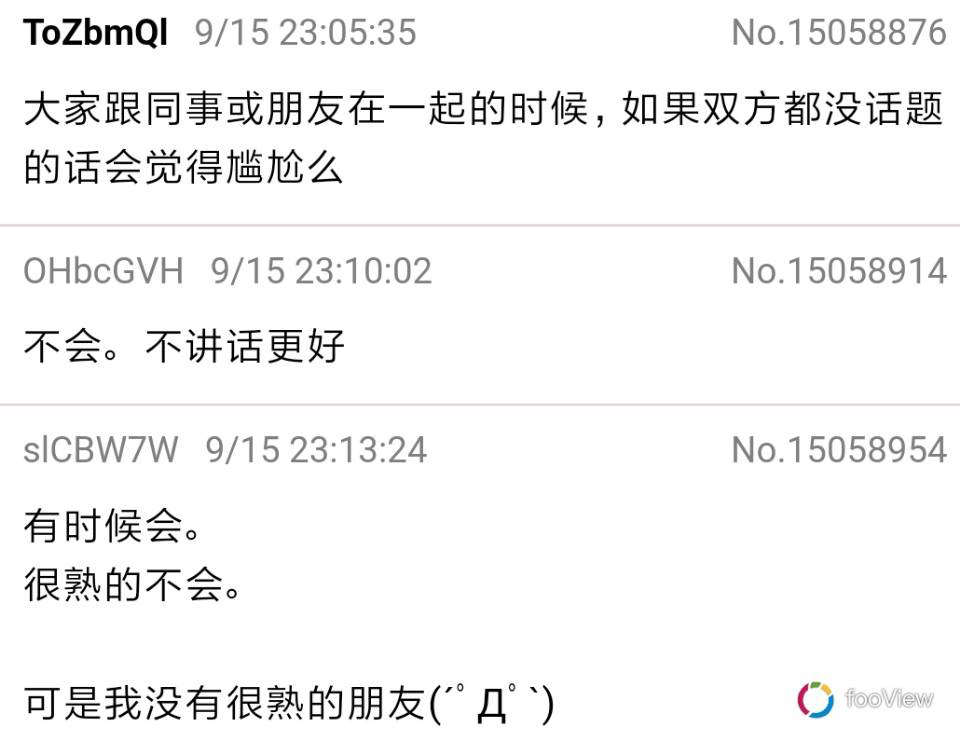 ToZbmQl 9/15 23:05:35 No.15058876
大家跟同事或朋友在一起的时候，如果双方都没话题
的话会觉得尴尬么
OHbcGVH 9/15 23:10:02 No.15058914
不会。不讲话更好
slCBW7W 9/15 23:13:24 No.15058954
有时候会。
很熟的不会。
可是我没有很熟的朋友(´ﾟДﾟ`)
fooView